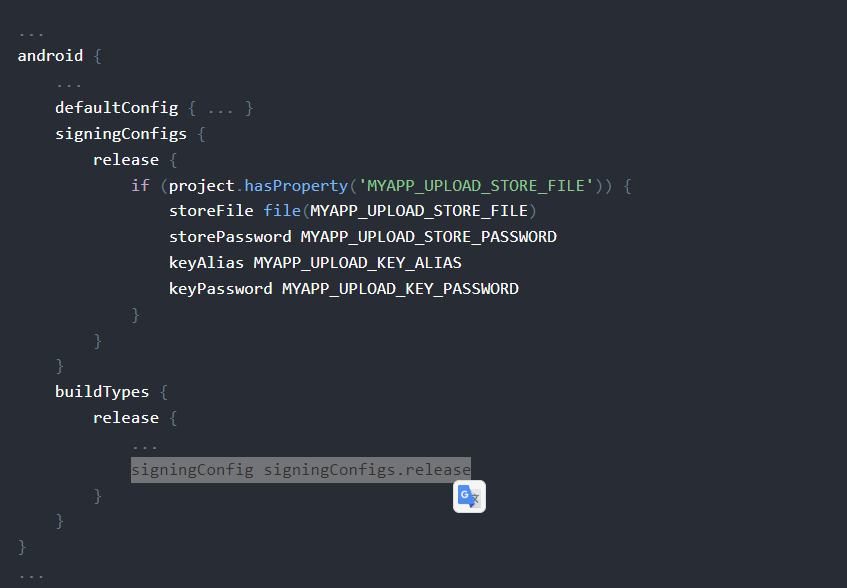 ...
android {
    ...
    defaultConfig { ... }
    signingConfigs {
        release {
            if (project.hasProperty('MYAPP_UPLOAD_STORE_FILE')) {
                storeFile file(MYAPP_UPLOAD_STORE_FILE)
                storePassword MYAPP_UPLOAD_STORE_PASSWORD
                keyAlias MYAPP_UPLOAD_KEY_ALIAS
                keyPassword MYAPP_UPLOAD_KEY_PASSWORD
            }
        }
    }
    buildTypes {
        release {
            ...
            signingConfig signingConfigs.release
        }
    }
}
...